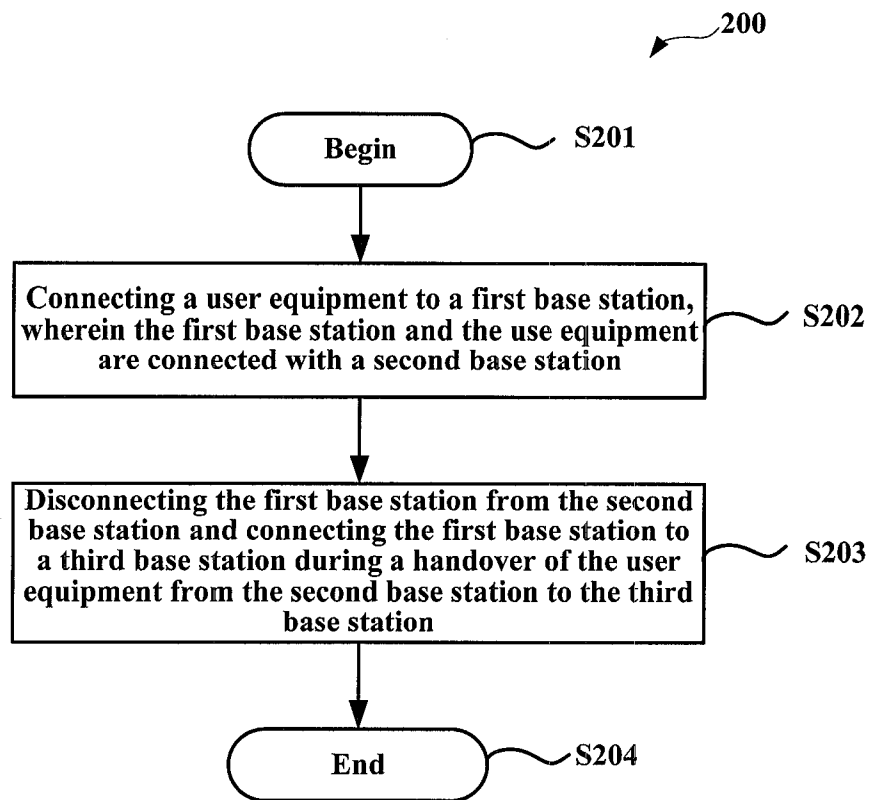 200
Begin
S201
Connecting a user equipment to a first base station,
wherein the first base station and the use equipment
are connected with a second base station
S202
Disconnecting the first base station from the second
base station and connecting the first base station to
a third base station during a handover of the user
equipment from the second base station to the third
base station
S203
End
S204